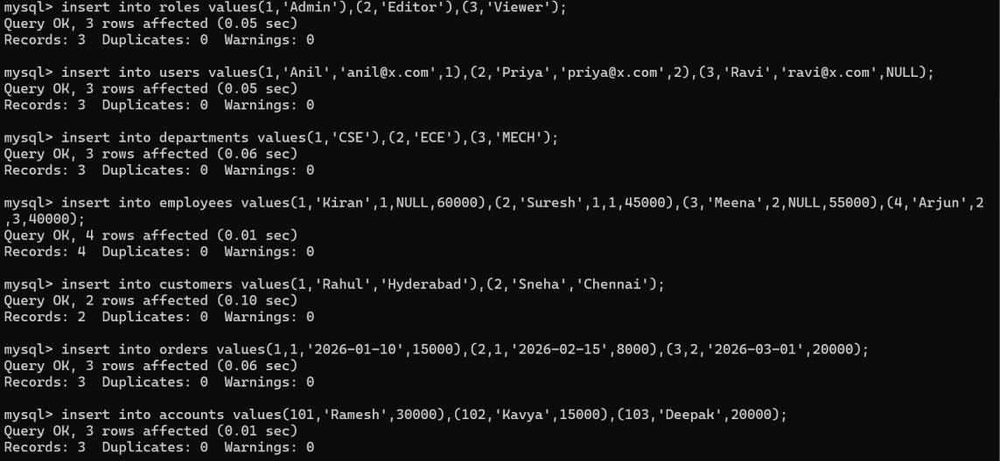 mysql> insert into roles values(1,'Admin'),(2,'Editor'),(3,'Viewer');
Query OK, 3 rows affected (0.05 sec)
Records: 3  Duplicates: 0  Warnings: 0

mysql> insert into users values(1,'Anil','anil@x.com',1),(2,'Priya','priya@x.com',2),(3,'Ravi','ravi@x.com',NULL);
Query OK, 3 rows affected (0.05 sec)
Records: 3  Duplicates: 0  Warnings: 0

mysql> insert into departments values(1,'CSE'),(2,'ECE'),(3,'MECH');
Query OK, 3 rows affected (0.06 sec)
Records: 3  Duplicates: 0  Warnings: 0

mysql> insert into employees values(1,'Kiran',1,NULL,60000),(2,'Suresh',1,1,45000),(3,'Meena',2,NULL,55000),(4,'Arjun',2
,3,40000);
Query OK, 4 rows affected (0.01 sec)
Records: 4  Duplicates: 0  Warnings: 0

mysql> insert into customers values(1,'Rahul','Hyderabad'),(2,'Sneha','Chennai');
Query OK, 2 rows affected (0.10 sec)
Records: 2  Duplicates: 0  Warnings: 0

mysql> insert into orders values(1,1,'2026-01-10',15000),(2,1,'2026-02-15',8000),(3,2,'2026-03-01',20000);
Query OK, 3 rows affected (0.06 sec)
Records: 3  Duplicates: 0  Warnings: 0

mysql> insert into accounts values(101,'Ramesh',30000),(102,'Kavya',15000),(103,'Deepak',20000);
Query OK, 3 rows affected (0.01 sec)
Records: 3  Duplicates: 0  Warnings: 0